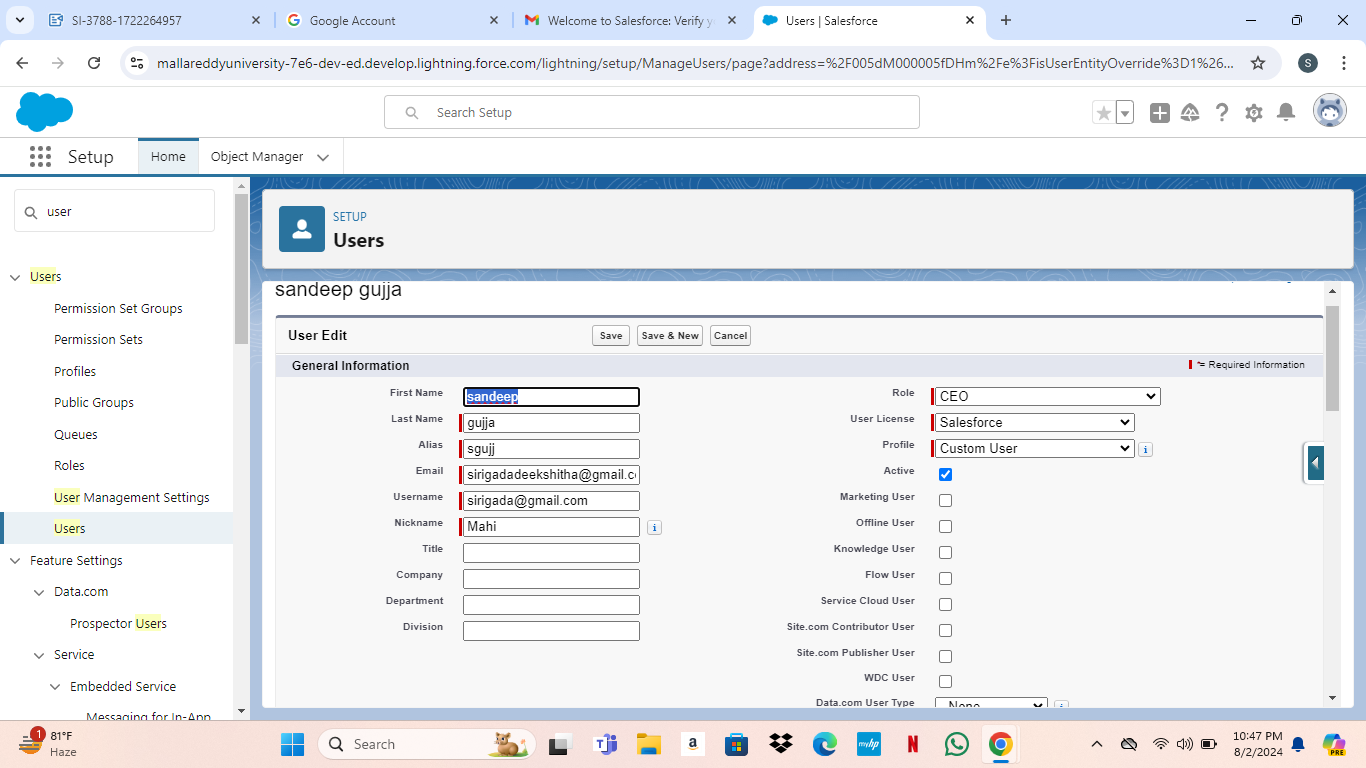 SI-3788-1722264957
Google Account
Welcome to Salesforce: Verify yo
Users | Salesforce
mallareddyuniversity-7e6-dev-ed.develop.lightning.force.com/lightning/setup/ManageUsers/page?address=%2F005dM000005fDHm%2Fe%3FisUserEntityOverride%3D1%26...
S
Search Setup
Setup
Home
Object Manager
user
Users
Permission Set Groups
Permission Sets
Profiles
Public Groups
Queues
Roles
User Management Settings
Users
Feature Settings
Data.com
Prospector Users
Service
Embedded Service
Messaging for In-App
SETUP
Users
sandeep gujja
User Edit
Save
Save & New
Cancel
General Information
= Required Information
First Name sandeep
Last Name gujja
Alias sgujj
Email sirigadadeekshitha@gmail.c
Username sirigada@gmail.com
Nickname Mahi
Title
Company
Department
Division
Role CEO
User License Salesforce
Profile Custom User
Active
Marketing User
Offline User
Knowledge User
Flow User
Service Cloud User
Site.com Contributor User
Site.com Publisher User
WDC User
Data.com User Type --None--
1
81°F
Haze
Search
10:47 PM
8/2/2024